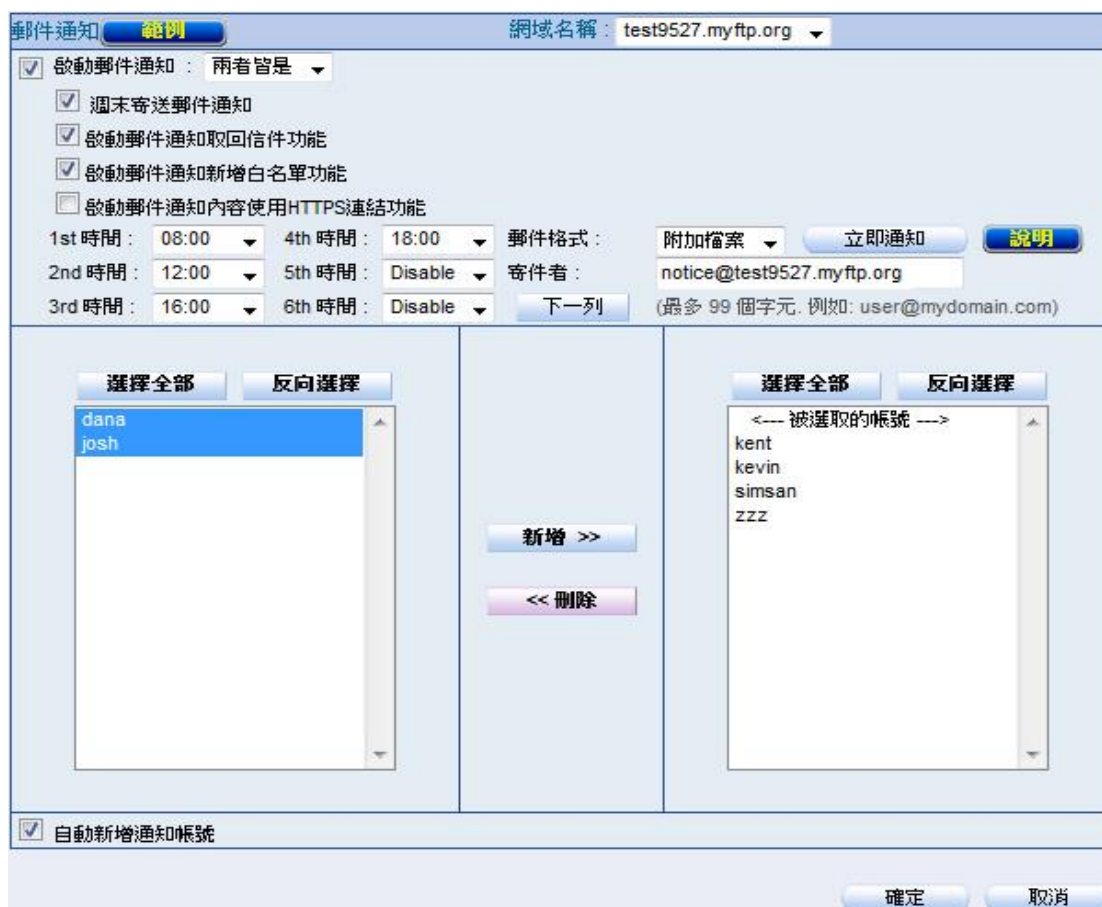 郵件通知 範例 網域名稱 : test9527.myftp.org
啟動郵件通知 : 兩者皆是
週末寄送郵件通知
啟動郵件通知取回信件功能
啟動郵件通知新增白名單功能
啟動郵件通知內容使用HTTPS連結功能
1st 時間 : 08:00 4th 時間 : 18:00 郵件格式 : 附加檔案 立即通知 說明
2nd 時間 : 12:00 5th 時間 : Disable 寄件者 : notice@test9527.myftp.org
3rd 時間 : 16:00 6th 時間 : Disable 下一列 (最多 99 個字元. 例如: user@mydomain.com)
選擇全部 反向選擇
dana
josh
新增 >>
<< 刪除
選擇全部 反向選擇
<--- 被選取的帳號 --->
kent
kevin
simsan
zzz
自動新增通知帳號
確定 取消